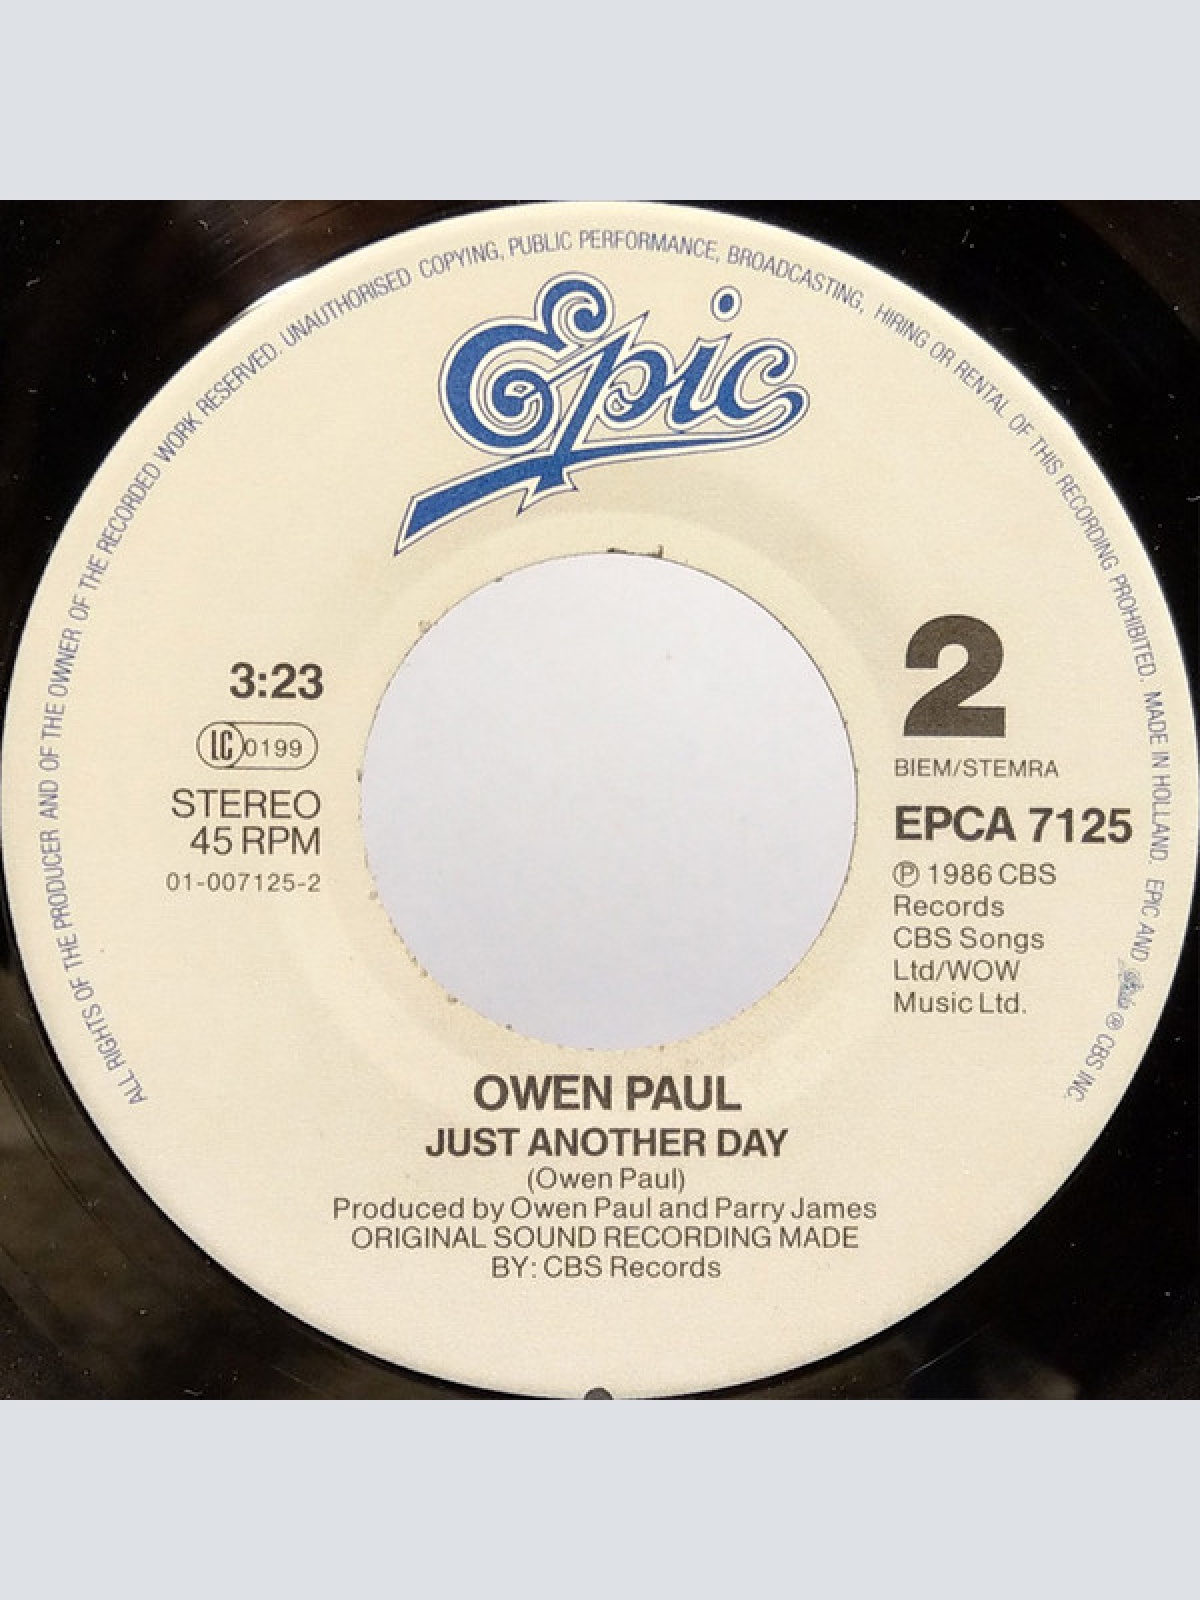 ALL RIGHTS OF THE PRODUCER AND OF THE OWNER OF THE RECORDED WORK RESERVED. UNAUTHORISED COPYING, PUBLIC PERFORMANCE, BROADCASTING, HIRING OR RENTAL OF THIS RECORDING PROHIBITED. MADE IN HOLLAND. EPIC AND Epic ® CBS INC.
Epic
3:23
LC 0199
STEREO
45 RPM
01-007125-2
2
BIEM/STEMRA
EPCA 7125
℗ 1986 CBS
Records
CBS Songs
Ltd/WOW
Music Ltd.
OWEN PAUL
JUST ANOTHER DAY
(Owen Paul)
Produced by Owen Paul and Parry James
ORIGINAL SOUND RECORDING MADE
BY: CBS Records